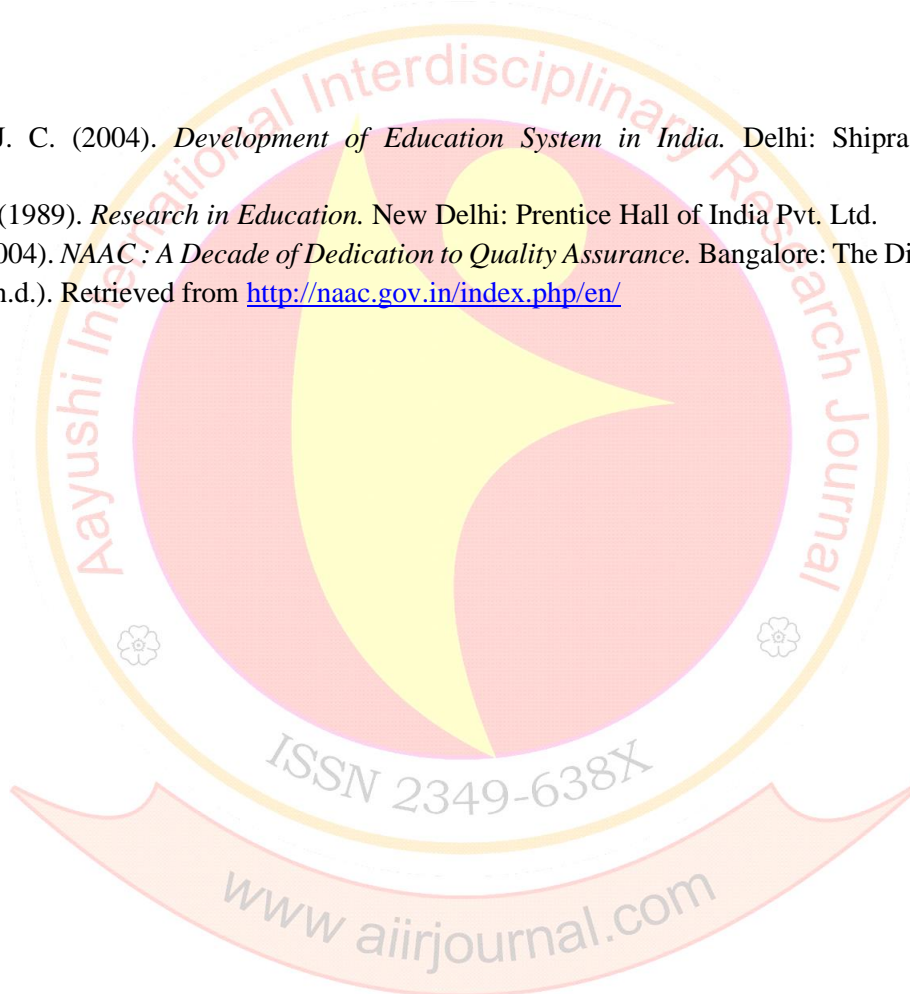 J. C. (2004). Development of Education System in India. Delhi: Shipra
(1989). Research in Education. New Delhi: Prentice Hall of India Pvt. Ltd.
004). NAAC : A Decade of Dedication to Quality Assurance. Bangalore: The Di
n.d.). Retrieved from http://naac.gov.in/index.php/en/
Aayushi International Interdisciplinary Research Journal
ISSN 2349-638X
www aiirjournal.com